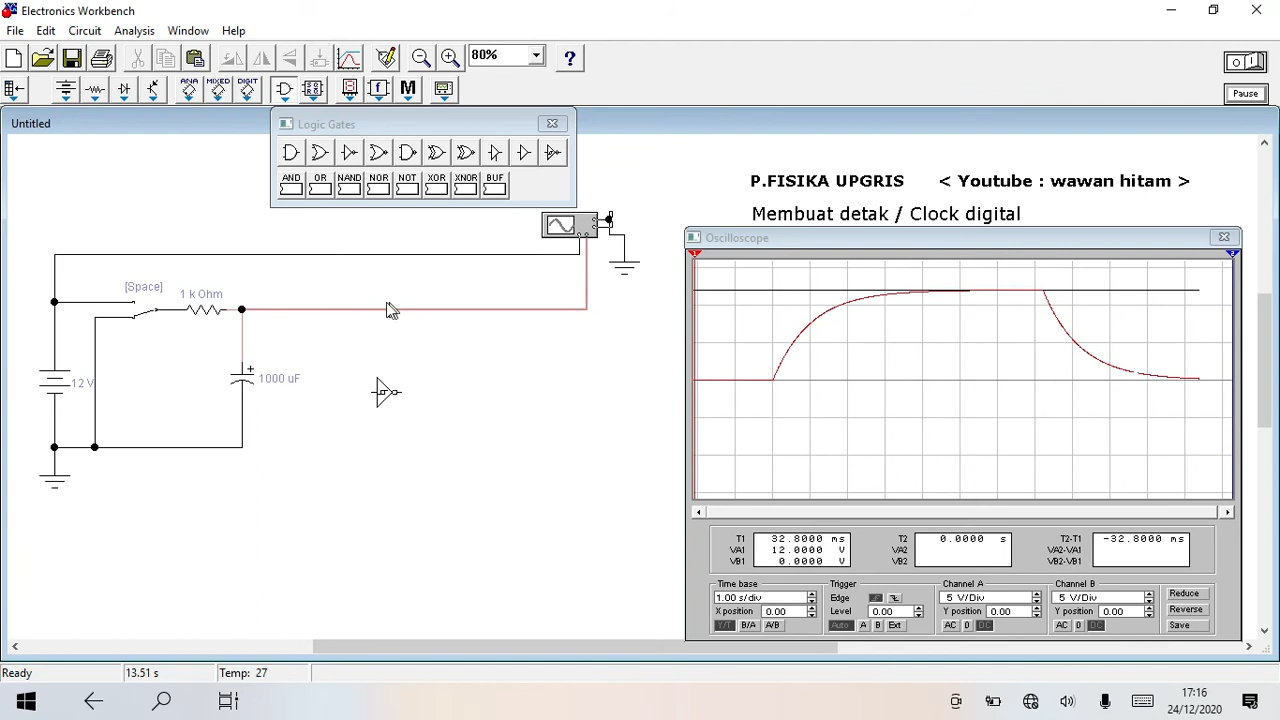 Electronics Workbench
File Edit Circuit Analysis Window Help
80%
ANA MIXED DIGIT M
Pause
Untitled
Logic Gates
AND OR NAND NOR NOT XOR XNOR BUF
P.FISIKA UPGRIS < Youtube : wawan hitam >
Membuat detak / Clock digital
Oscilloscope
[Space]
1 k Ohm
12 V
1000 uF
T1 32.8000 ms T2 0.0000 s T2-T1 -32.8000 ms
VA1 12.0000 V VA2 VA2-VA1
VB1 0.0000 V VB2 VB2-VB1
Time base Trigger Channel A Channel B
1.00 s/div Edge 5 V/Div 5 V/Div Reduce
X position 0.00 Level 0.00 Y position 0.00 Y position 0.00 Reverse
Y/T B/A A/B Auto A B Ext AC 0 DC AC 0 DC Save
Ready 13.51 s Temp: 27
17:16
24/12/2020